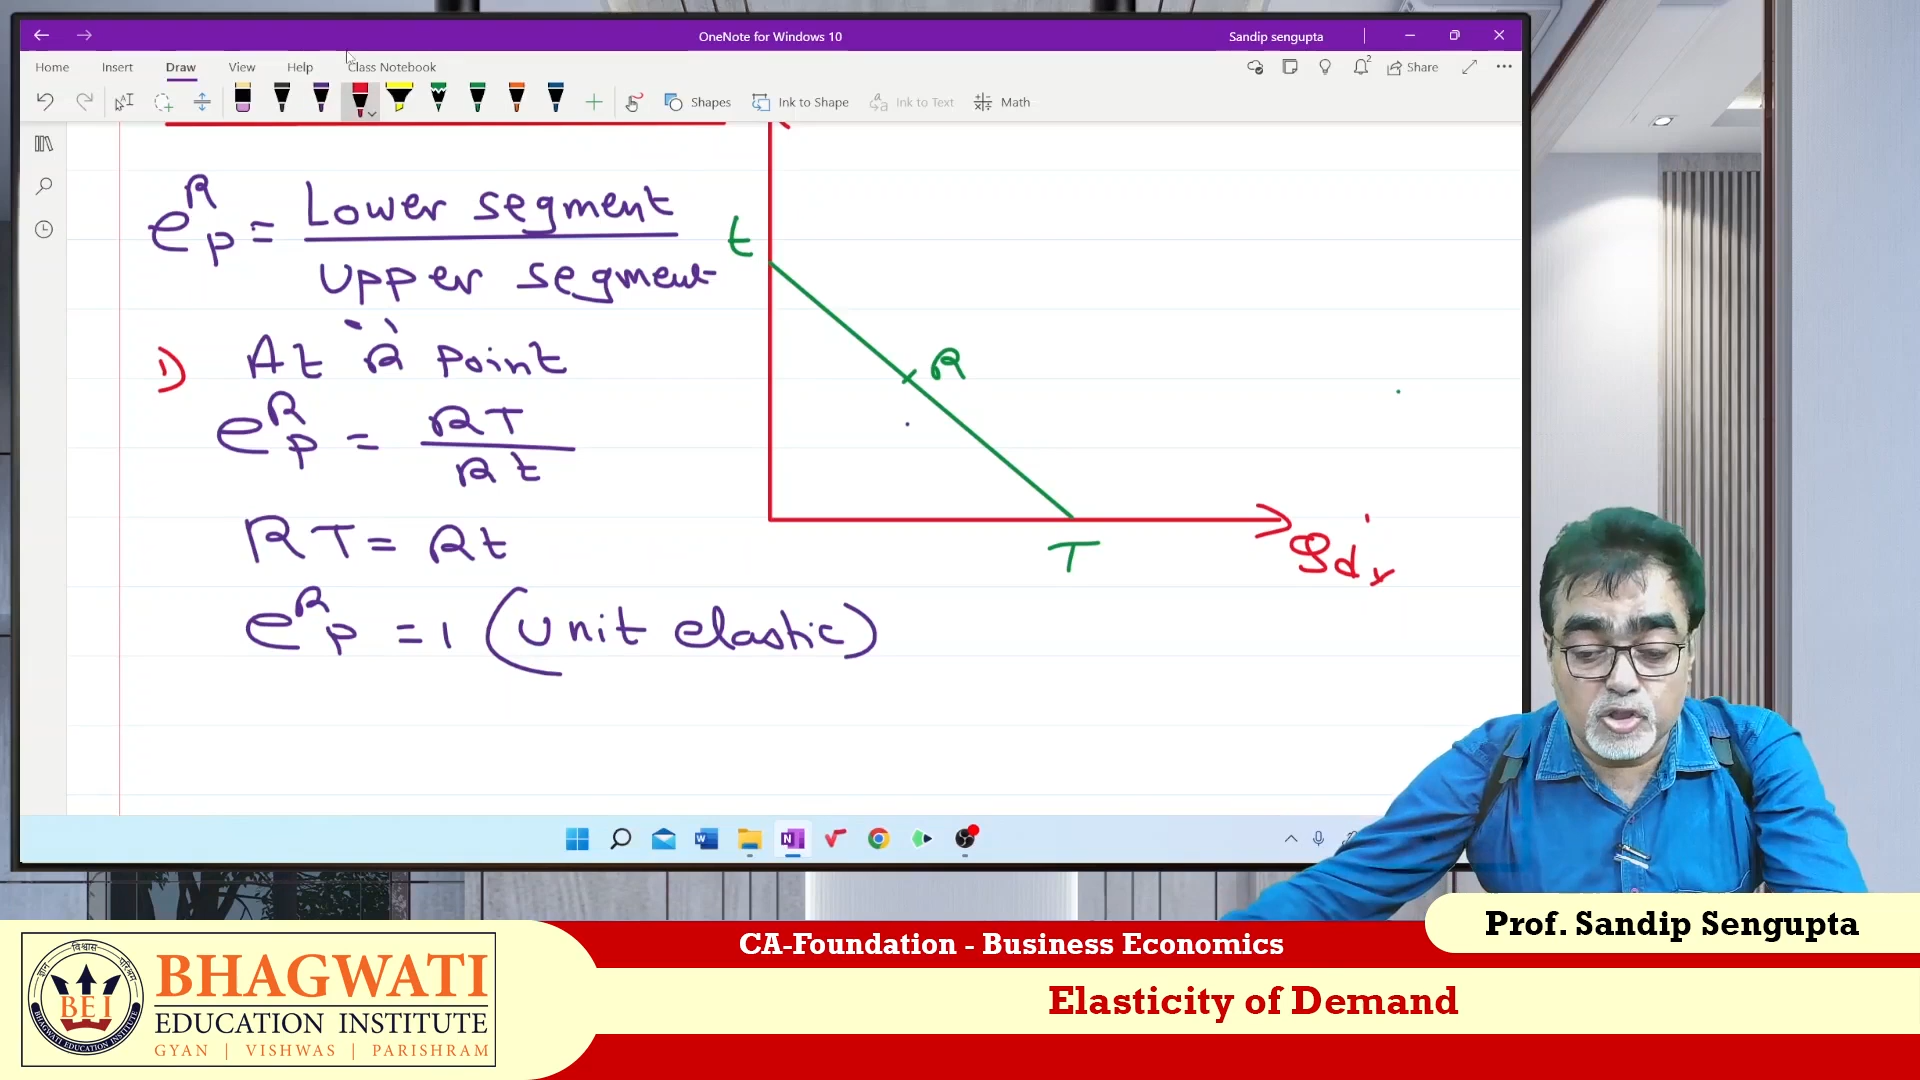 OneNote for Windows 10
Sandip sengupta
Home Insert Draw View Help Class Notebook
2 Share
Shapes Ink to Shape Ink to Text Math
e^R_p = Lower segment
Upper segment
1) At "R" Point
e^R_p = RT
Rt
RT = Rt
e^R_p = 1 (Unit elastic)
t
R
T
Qdx
Prof. Sandip Sengupta
CA-Foundation - Business Economics
Elasticity of Demand
BEI
BHAGWATI
EDUCATION INSTITUTE
GYAN | VISHWAS | PARISHRAM
विश्वास